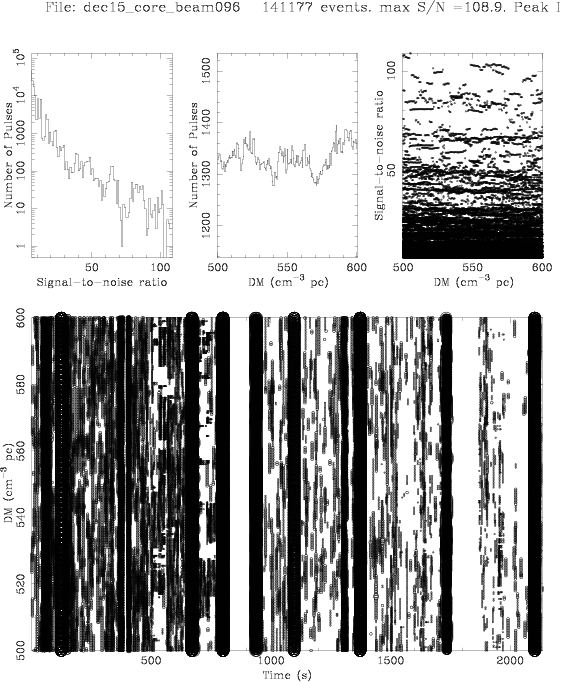 File: dec15_core_beam096 141177 events. max S/N =108.9. Peak I
Number of Pulses
1 10 100 1000 10⁴ 10⁵
50 100
Signal-to-noise ratio
Number of Pulses
1200 1300 1400 1500
500 550 600
DM (cm⁻³ pc)
Signal-to-noise ratio
50 100
500 550 600
DM (cm⁻³ pc)
DM (cm⁻³ pc)
500 520 540 560 580 600
500 1000 1500 2000
Time (s)